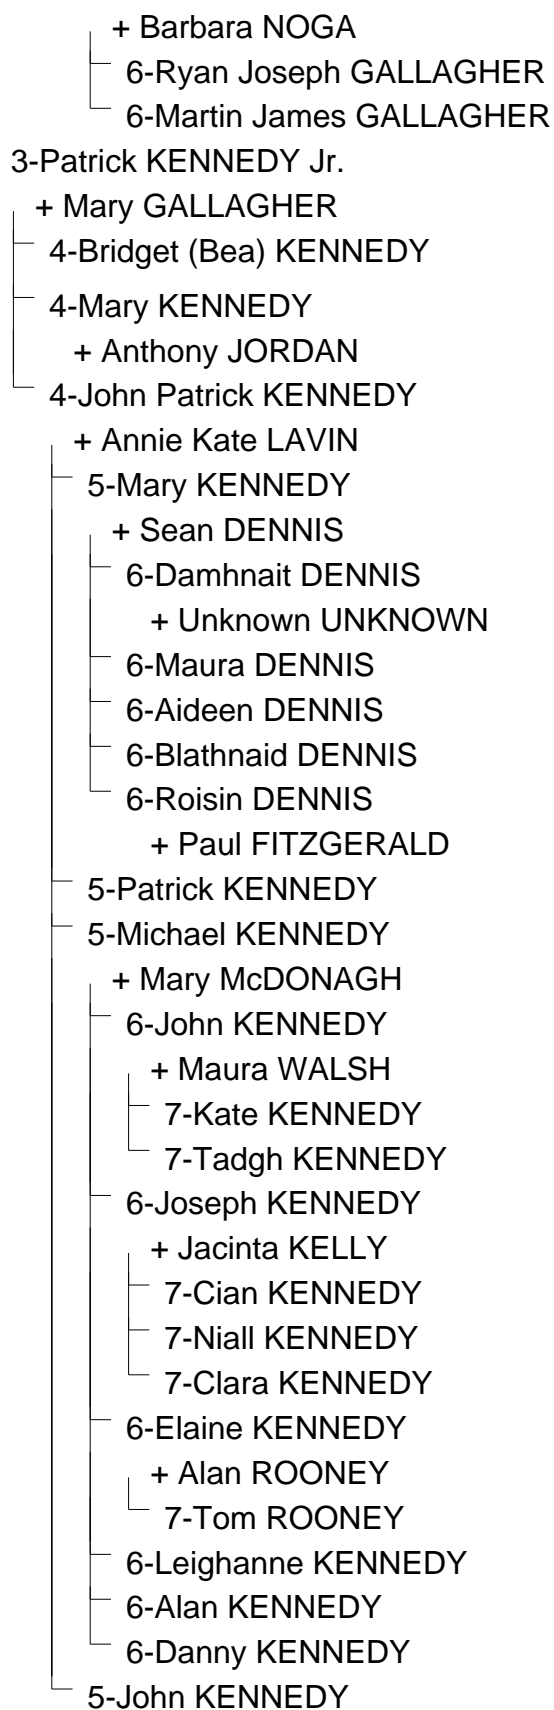 + Barbara NOGA
6-Ryan Joseph GALLAGHER
6-Martin James GALLAGHER
3-Patrick KENNEDY Jr.
+ Mary GALLAGHER
4-Bridget (Bea) KENNEDY
4-Mary KENNEDY
+ Anthony JORDAN
4-John Patrick KENNEDY
+ Annie Kate LAVIN
5-Mary KENNEDY
+ Sean DENNIS
6-Damhnait DENNIS
+ Unknown UNKNOWN
6-Maura DENNIS
6-Aideen DENNIS
6-Blathnaid DENNIS
6-Roisin DENNIS
+ Paul FITZGERALD
5-Patrick KENNEDY
5-Michael KENNEDY
+ Mary McDONAGH
6-John KENNEDY
+ Maura WALSH
7-Kate KENNEDY
7-Tadgh KENNEDY
6-Joseph KENNEDY
+ Jacinta KELLY
7-Cian KENNEDY
7-Niall KENNEDY
7-Clara KENNEDY
6-Elaine KENNEDY
+ Alan ROONEY
7-Tom ROONEY
6-Leighanne KENNEDY
6-Alan KENNEDY
6-Danny KENNEDY
5-John KENNEDY